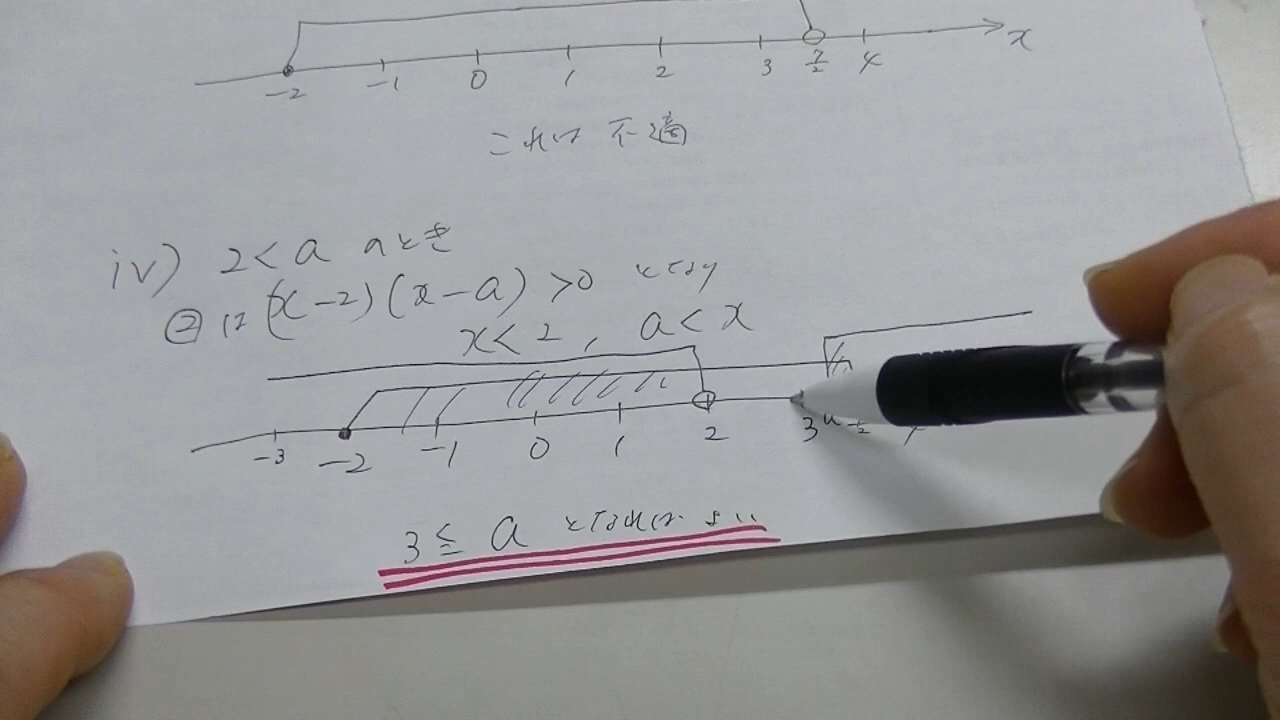 -2 -1 0 1 2 3 7/2 4 x
これは 不適
iv) 2<a のとき
②は (x-2)(x-a)>0 となり
x<2, a<x
-3 -2 -1 0 1 2 3 a
3≦a となればよい